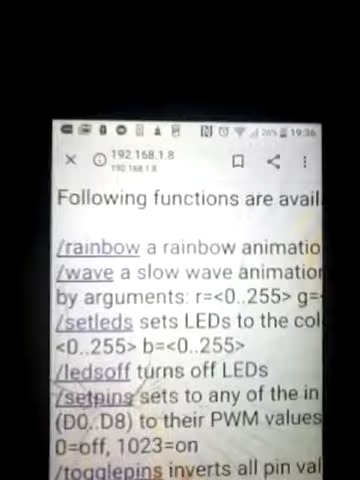 26% 19:36
192.168.1.8
192.168.1.8
Following functions are avail
/rainbow a rainbow animatio
/wave a slow wave animation
by arguments: r=<0..255> g=
/setleds sets LEDs to the col
<0..255> b=<0..255>
/ledsoff turns off LEDs
/setpins sets to any of the in
(D0..D8) to their PWM values
0=off, 1023=on
/togglepins inverts all pin val